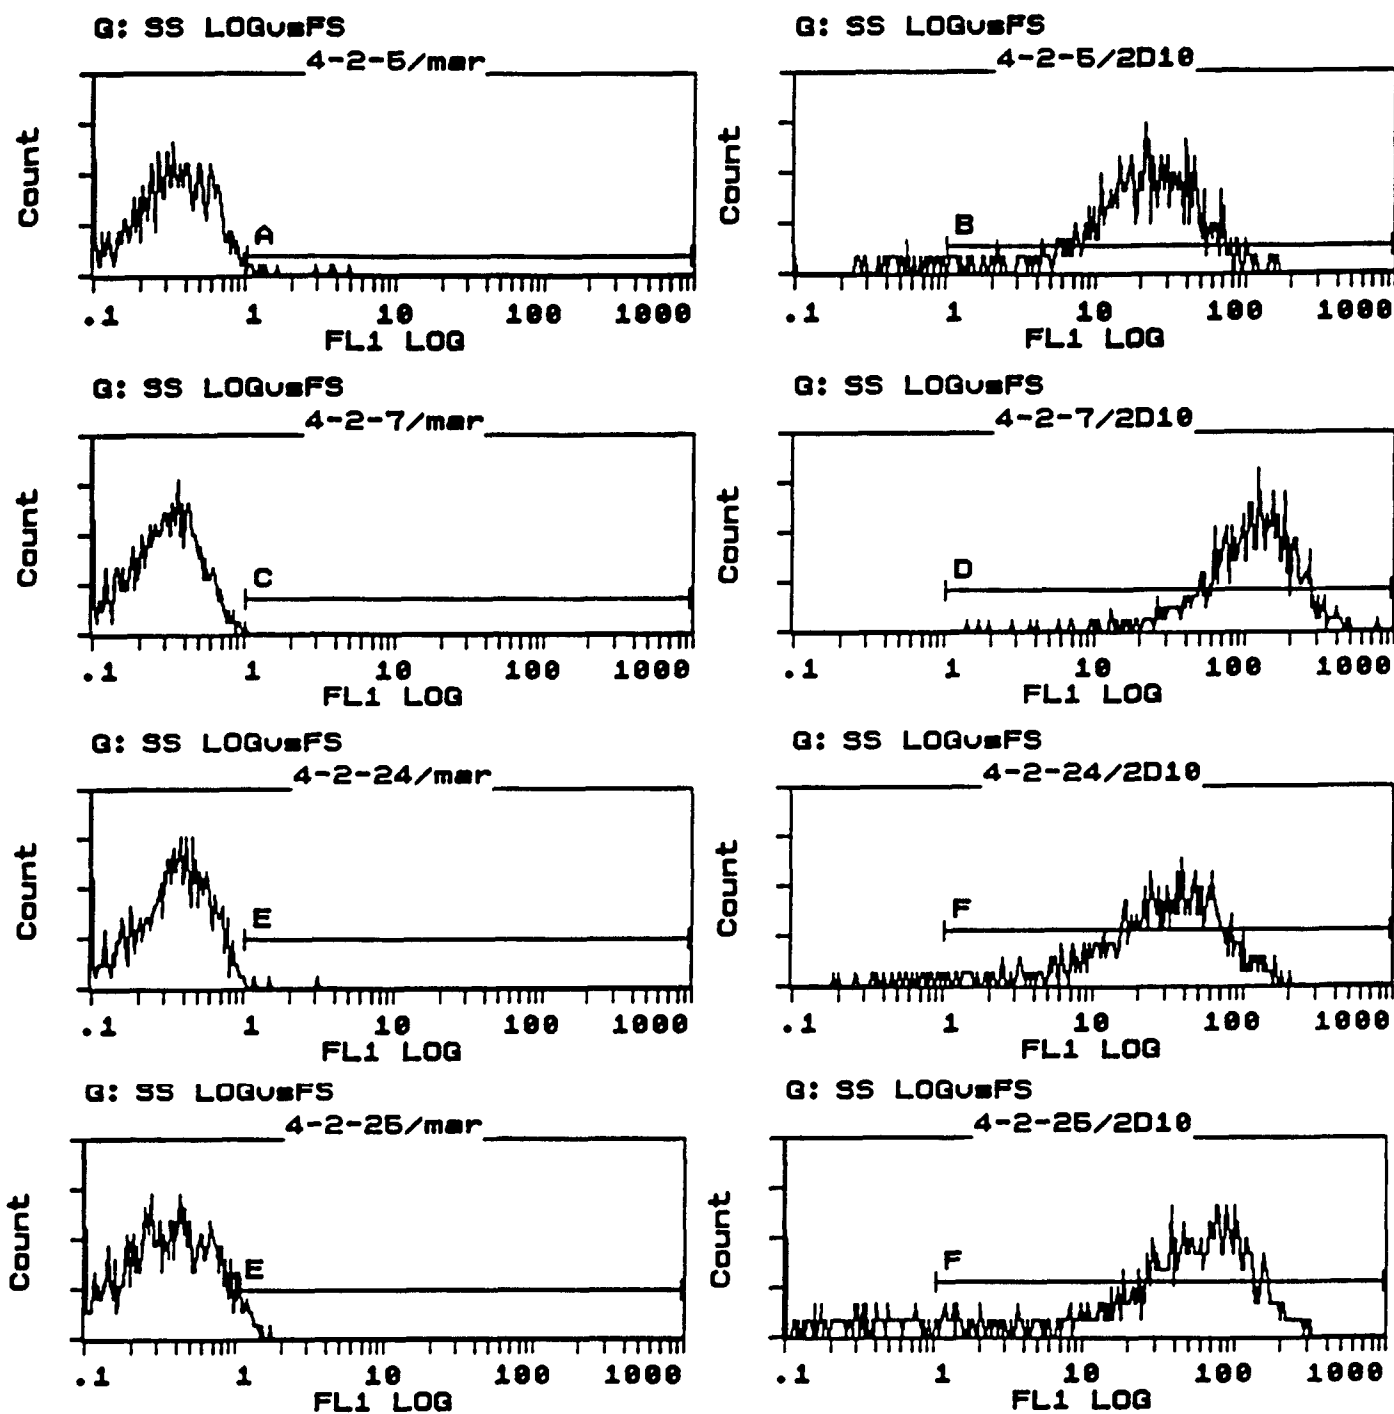 G: SS LOGvsFS
4-2-5/mar
Count
A
.1 1 10 100 1000
FL1 LOG
G: SS LOGvsFS
4-2-5/2D10
Count
B
.1 1 10 100 1000
FL1 LOG
G: SS LOGvsFS
4-2-7/mar
Count
C
.1 1 10 100 1000
FL1 LOG
G: SS LOGvsFS
4-2-7/2D10
Count
D
.1 1 10 100 1000
FL1 LOG
G: SS LOGvsFS
4-2-24/mar
Count
E
.1 1 10 100 1000
FL1 LOG
G: SS LOGvsFS
4-2-24/2D10
Count
F
.1 1 10 100 1000
FL1 LOG
G: SS LOGvsFS
4-2-25/mar
Count
E
.1 1 10 100 1000
FL1 LOG
G: SS LOGvsFS
4-2-25/2D10
Count
F
.1 1 10 100 1000
FL1 LOG